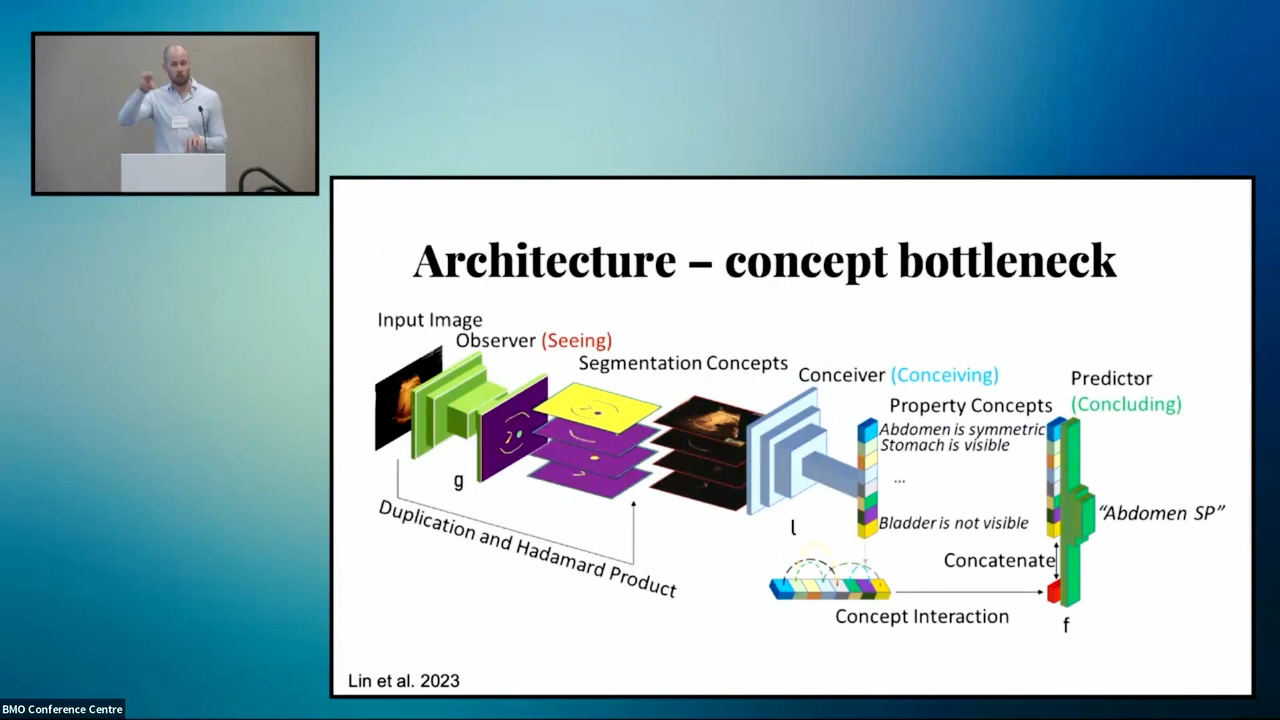 Architecture – concept bottleneck
Input Image
Observer (Seeing)
Segmentation Concepts
Conceiver (Conceiving)
Predictor
(Concluding)
Property Concepts
Abdomen is symmetric
Stomach is visible
...
Bladder is not visible
g
l
"Abdomen SP"
Duplication and Hadamard Product
Concatenate
Concept Interaction
f
Lin et al. 2023
BMO Conference Centre